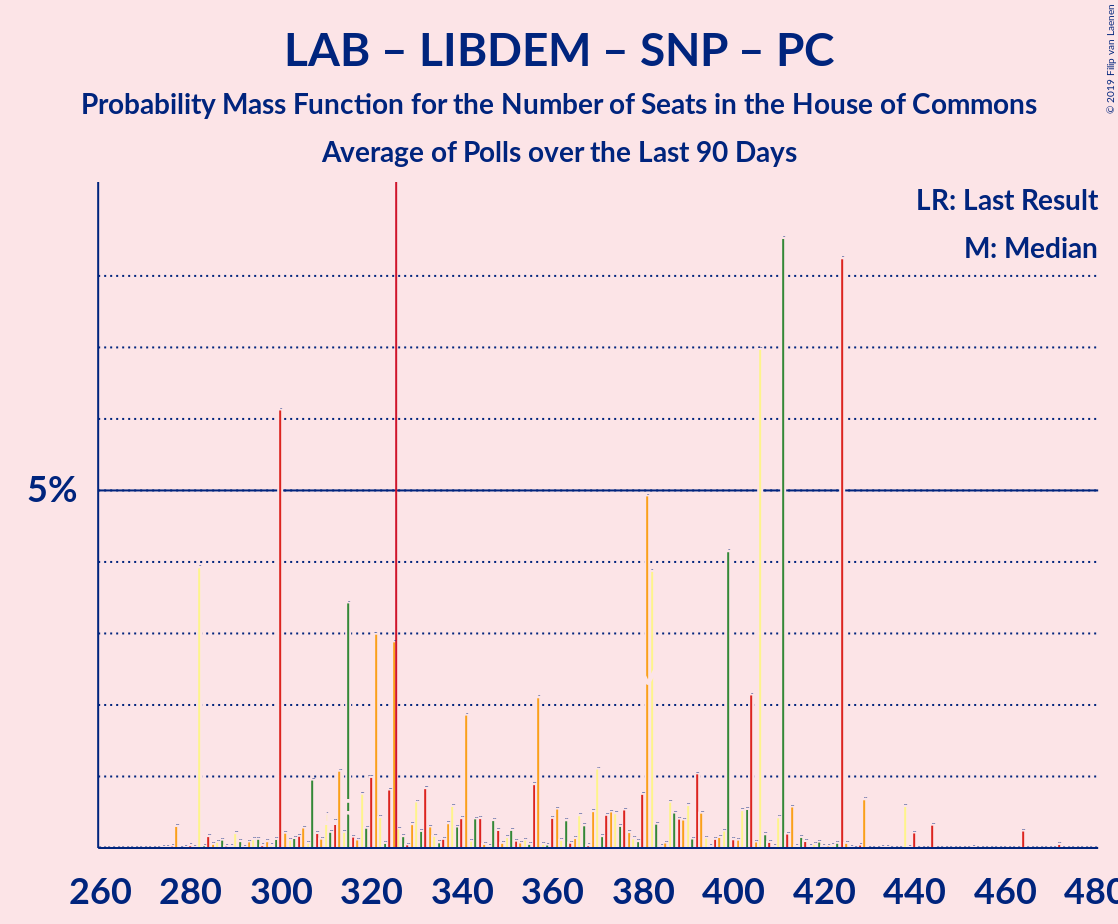 LAB – LIBDEM – SNP – PC
Probability Mass Function for the Number of Seats in the House of Commons
Average of Polls over the Last 90 Days
© 2019 Filip van Laenen
LR: Last Result
M: Median
5%
260 280 300 320 340 360 380 400 420 440 460 480